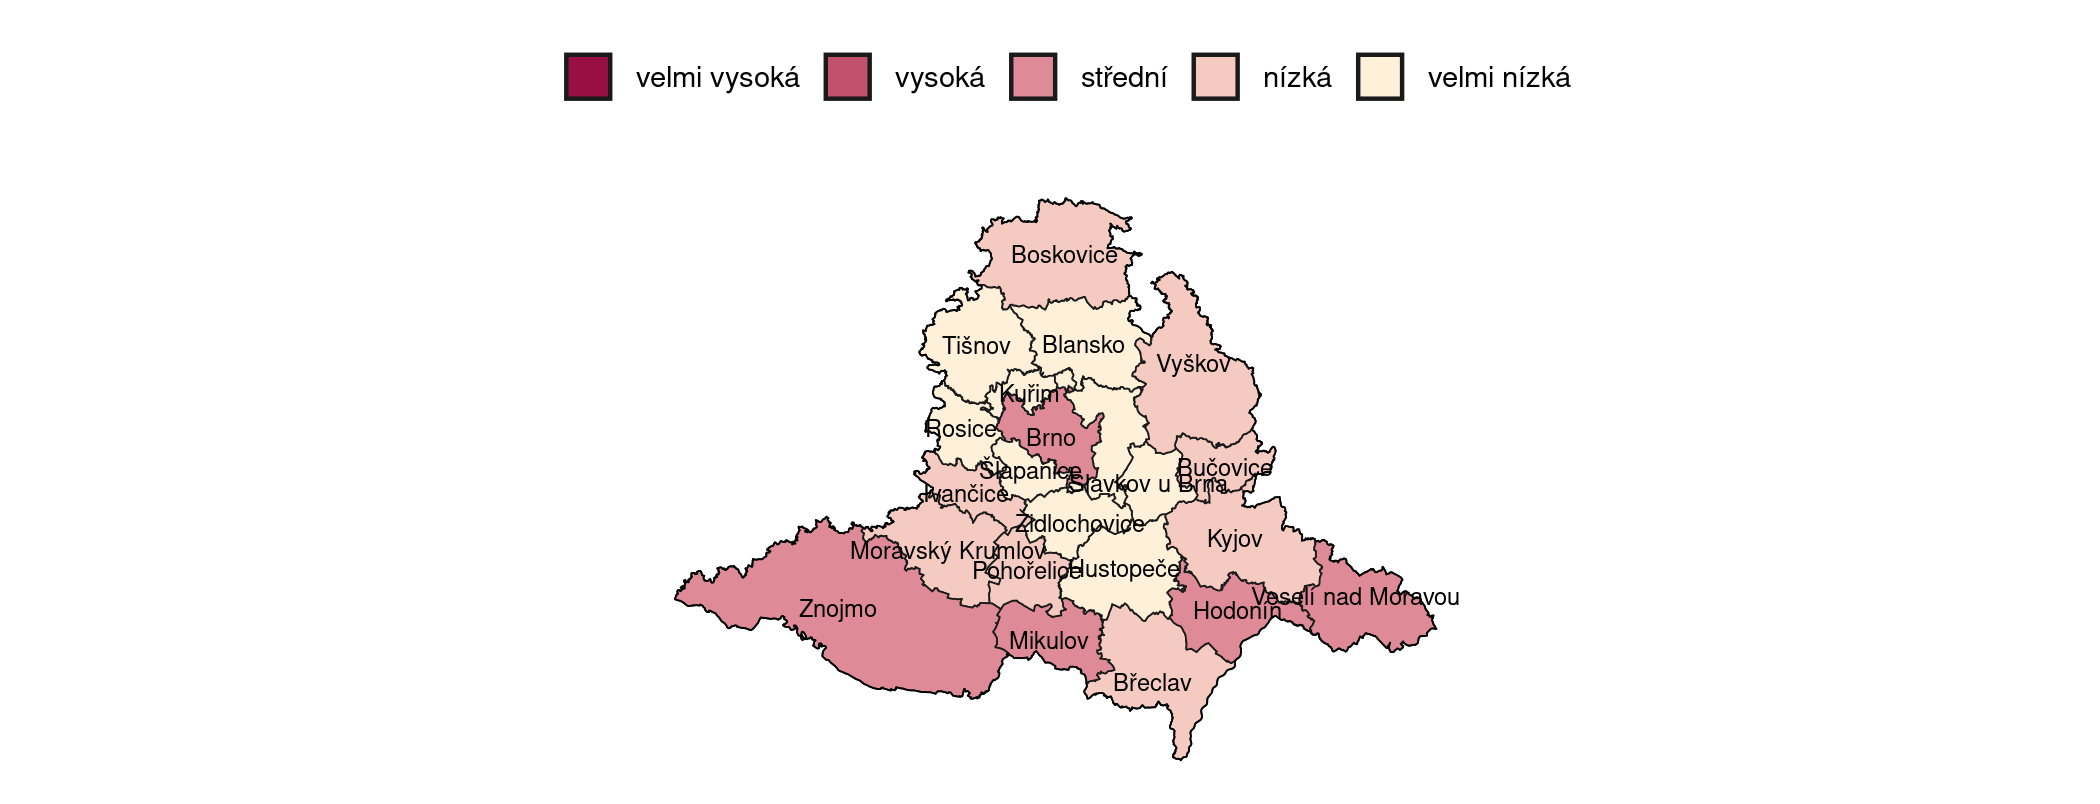 velmi vysoká vysoká střední nízká velmi nízká
Boskovice
Tišnov
Blansko
Vyškov
Kuřim
Rosice
Brno
Šlapanice
Bučovice
Slavkov u Brna
Ivančice
Židlochovice
Kyjov
Moravský Krumlov
Pohořelice
Hustopeče
Veselí nad Moravou
Znojmo
Hodonín
Mikulov
Břeclav